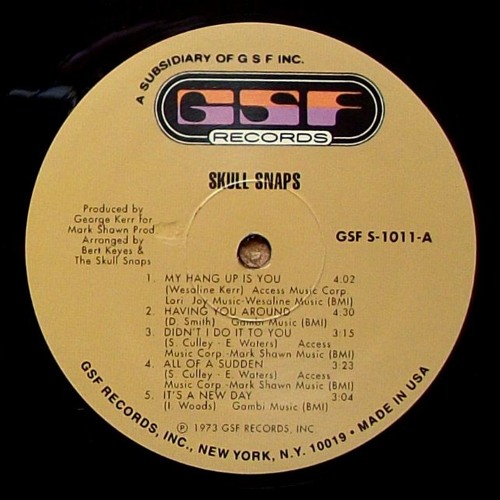 A SUBSIDIARY OF G S F INC.
GSF
RECORDS
SKULL SNAPS
Produced by
George Kerr for
Mark Shawn Prod.
Arranged by
Bert Keyes &
The Skull Snaps
GSF S-1011-A
1. MY HANG UP IS YOU 4:02
(Wesaline Kerr) Access Music Corp.
Lori Joy Music-Wesaline Music (BMI)
2. HAVING YOU AROUND 4:30
(D. Smith) Gambi Music (BMI)
3. DIDN'T I DO IT TO YOU 3:15
(S. Culley - E. Waters) Access
Music Corp.-Mark Shawn Music (BMI)
4. ALL OF A SUDDEN 3:23
(S. Culley - E. Waters) Access
Music Corp.-Mark Shawn Music (BMI)
5. IT'S A NEW DAY 3:04
(I. Woods) Gambi Music (BMI)
℗ 1973 GSF RECORDS, INC.
GSF RECORDS, INC., NEW YORK, N.Y. 10019 • MADE IN USA